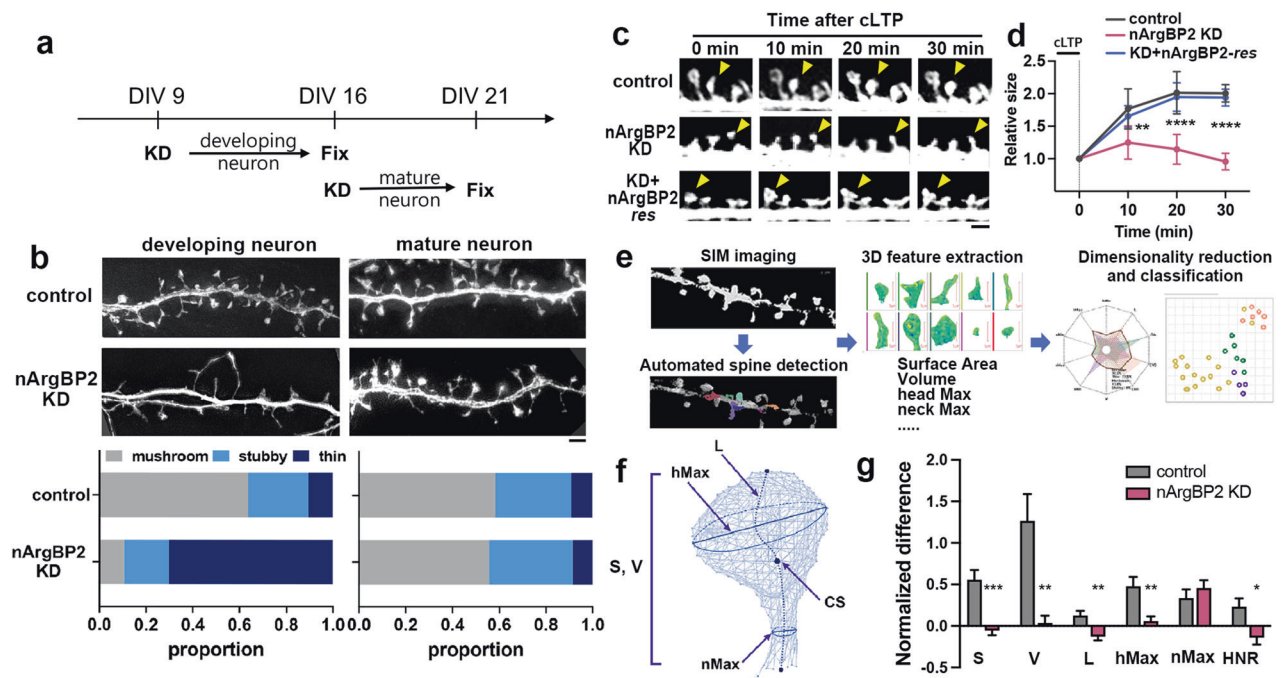 a
DIV 9
DIV 16
DIV 21
KD
developing
neuron
Fix
KD
mature
neuron
Fix
b
developing neuron
mature neuron
control
nArgBP2
KD
mushroom
stubby
thin
control
nArgBP2
KD
0.0
0.2
0.4
0.6
0.8
1.0
0.0
0.2
0.4
0.6
0.8
1.0
proportion
proportion
c
Time after cLTP
0 min
10 min
20 min
30 min
control
nArgBP2
KD
KD+
nArgBP2
res
d
control
nArgBP2 KD
KD+nArgBP2-res
cLTP
2.5
2.0
1.5
1.0
Relative size
**
****
****
0
10
20
30
Time (min)
e
SIM imaging
3D feature extraction
Dimensionality reduction
and classification
Automated spine detection
Surface Area
Volume
head Max
neck Max
.....
f
L
hMax
S, V
CS
nMax
g
control
nArgBP2 KD
2.0
1.5
1.0
0.5
0.0
-0.5
Normalized difference
***
**
**
**
*
S
V
L
hMax
nMax
HNR